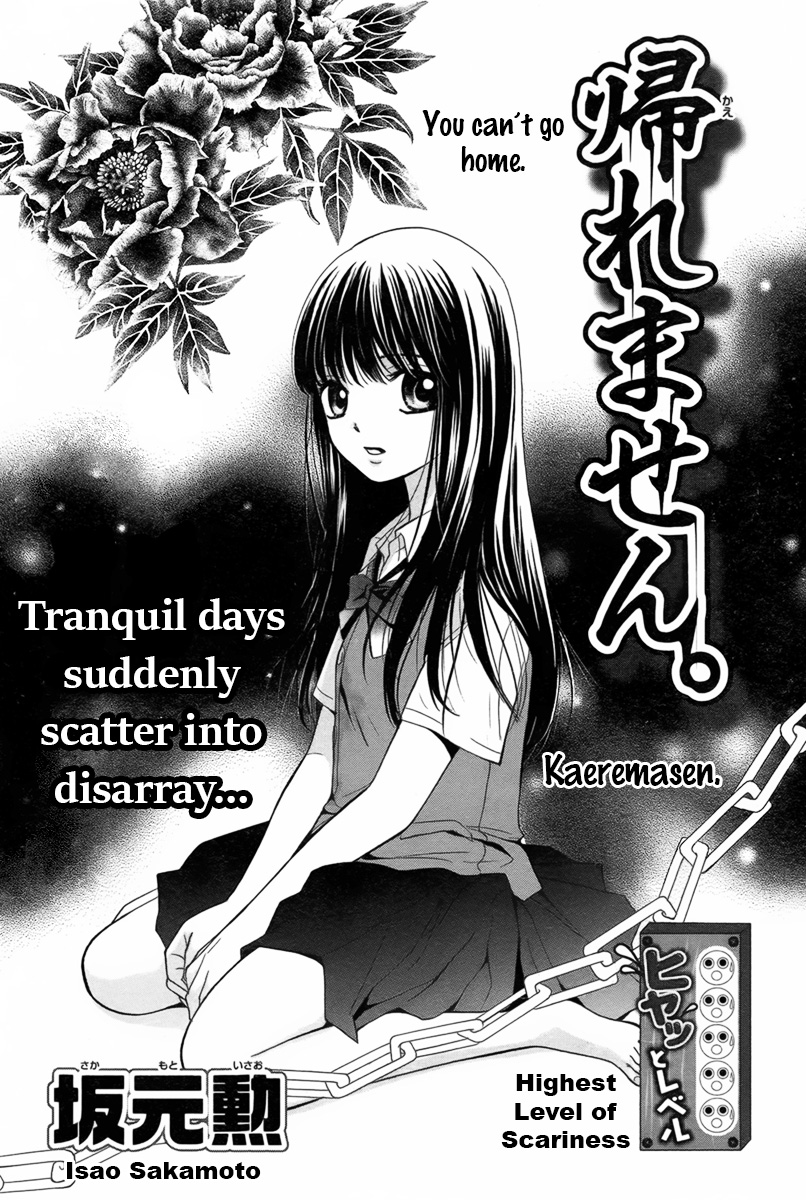 帰れません。
かえ
You can't go
home.
Tranquil days
suddenly
scatter into
disarray...
Kaeremasen.
ヒヤッとレベル
Highest
Level of
Scariness
さか もと いさお
坂元勲
Isao Sakamoto